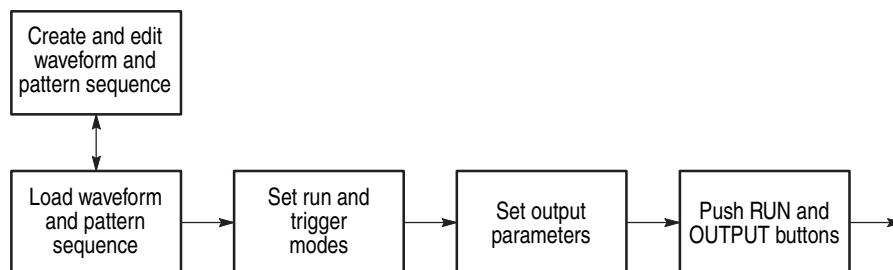 Create and edit
waveform and
pattern sequence
Load waveform
and pattern
sequence
Set run and
trigger
modes
Set output
parameters
Push RUN and
OUTPUT buttons